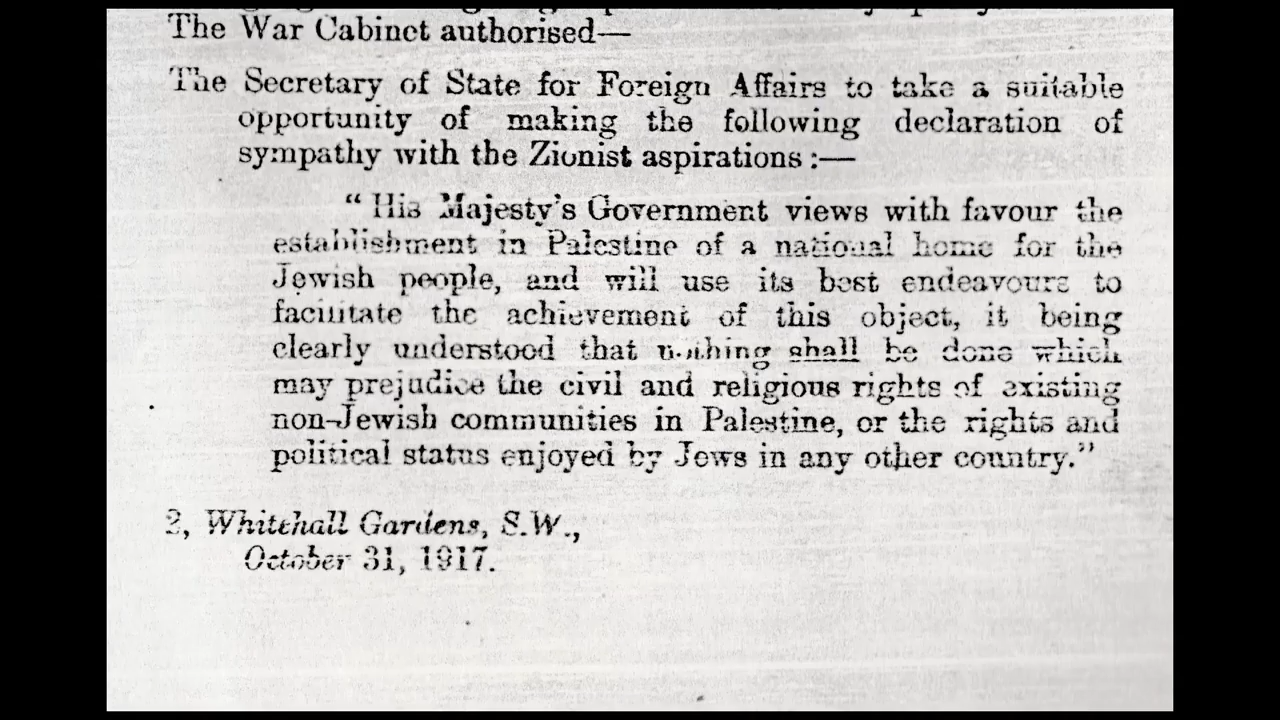 The War Cabinet authorised—
The Secretary of State for Foreign Affairs to take a suitable
opportunity of making the following declaration of
sympathy with the Zionist aspirations :—
“ His Majesty's Government views with favour the
establishment in Palestine of a national home for the
Jewish people, and will use its best endeavours to
facilitate the achievement of this object, it being
clearly understood that nothing shall be done which
may prejudice the civil and religious rights of existing
non-Jewish communities in Palestine, or the rights and
political status enjoyed by Jews in any other country.”
2, Whitehall Gardens, S.W.,
October 31, 1917.